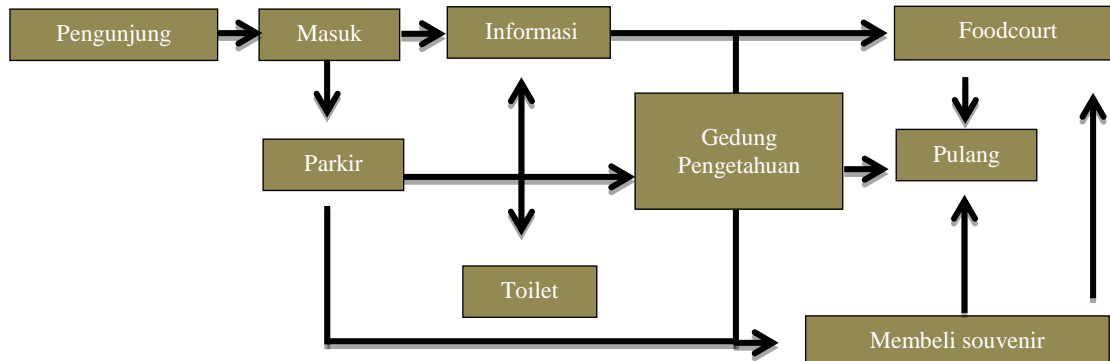 Pengunjung
Masuk
Informasi
Foodcourt
Parkir
Gedung
Pengetahuan
Pulang
Toilet
Membeli souvenir